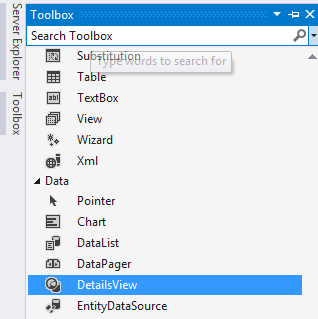 Server Explorer
Toolbox
Toolbox
Search Toolbox
Substitution
Type words to search for
Table
TextBox
View
Wizard
Xml
Data
Pointer
Chart
DataList
DataPager
DetailsView
EntityDataSource